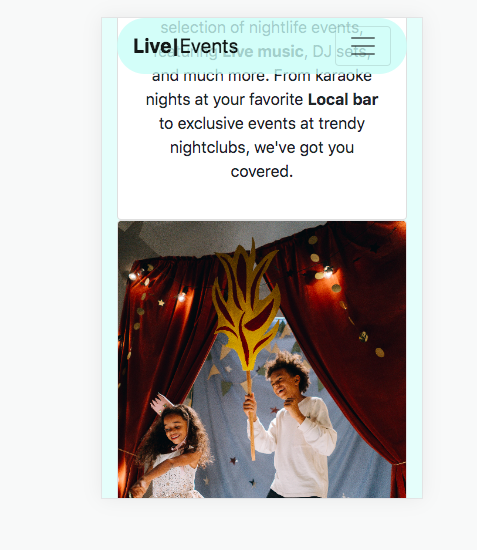 selection of nightlife events,
Live|Events
featuring Live music, DJ sets,
and much more. From karaoke
nights at your favorite Local bar
to exclusive events at trendy
nightclubs, we've got you
covered.